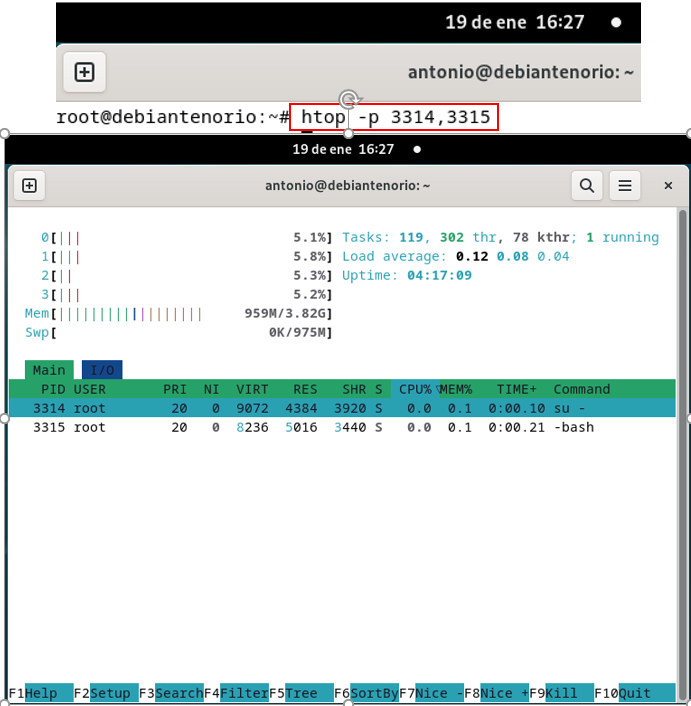 19 de ene 16:27
antonio@debiantenorio: ~
root@debiantenorio:~# htop -p 3314,3315
19 de ene 16:27
antonio@debiantenorio: ~
0[||| 5.1%] Tasks: 119, 302 thr, 78 kthr; 1 running
1[||| 5.8%] Load average: 0.12 0.08 0.04
2[|| 5.3%] Uptime: 04:17:09
3[||| 5.2%]
Mem[|||||||||||||||||| 959M/3.82G]
Swp[ 0K/975M]
Main I/O
PID USER PRI NI VIRT RES SHR S CPU%▽MEM% TIME+ Command
3314 root 20 0 9072 4384 3920 S 0.0 0.1 0:00.10 su -
3315 root 20 0 8236 5016 3440 S 0.0 0.1 0:00.21 -bash
F1Help F2Setup F3SearchF4FilterF5Tree F6SortByF7Nice -F8Nice +F9Kill F10Quit